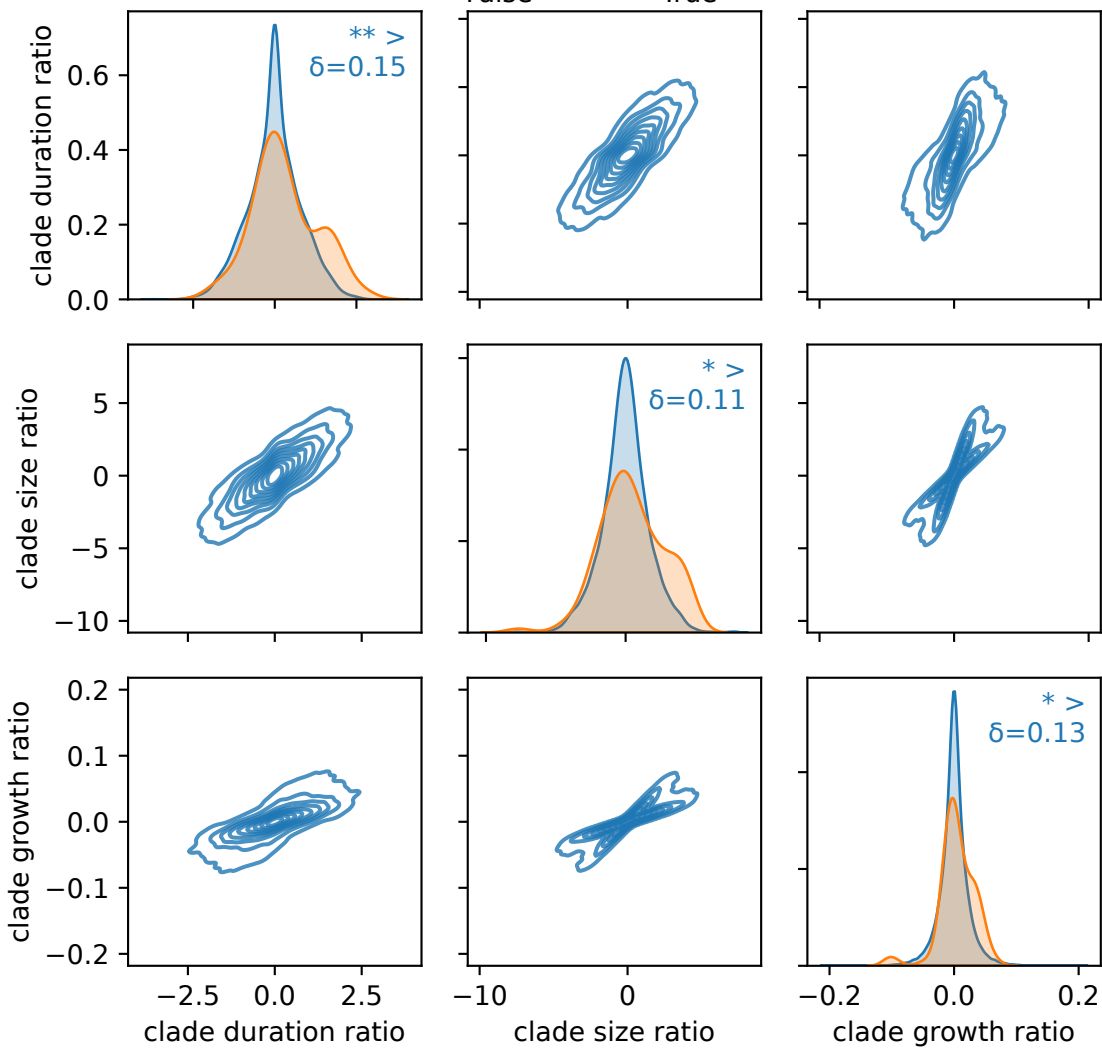 False True
clade duration ratio
0.6
0.4
0.2
0.0
** >
δ=0.15
clade size ratio
5
0
−5
−10
* >
δ=0.11
clade growth ratio
0.2
0.1
0.0
−0.1
−0.2
* >
δ=0.13
−2.5 0.0 2.5
−10 0
−0.2 0.0 0.2
clade duration ratio
clade size ratio
clade growth ratio